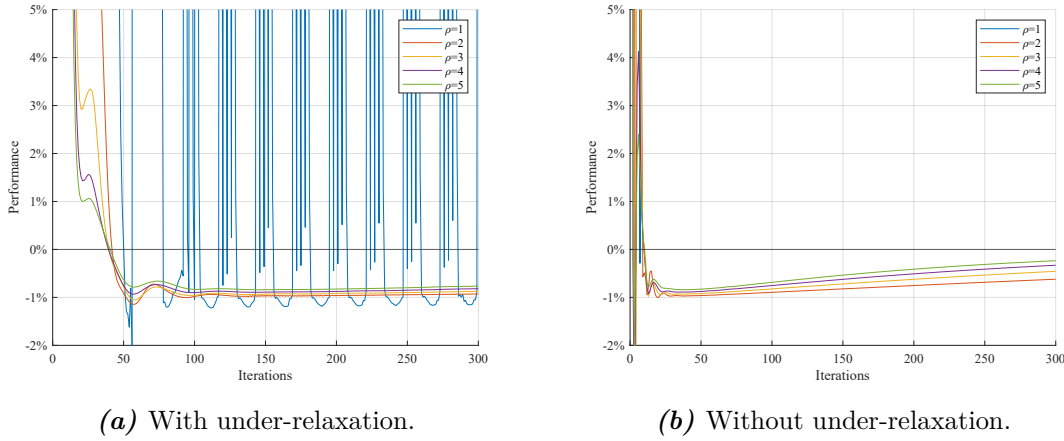 5%
4%
3%
2%
1%
0%
-1%
-2%
Performance
0 50 100 150 200 250 300
Iterations
ρ=1
ρ=2
ρ=3
ρ=4
ρ=5
(a) With under-relaxation.
5%
4%
3%
2%
1%
0%
-1%
-2%
Performance
0 50 100 150 200 250 300
Iterations
ρ=1
ρ=2
ρ=3
ρ=4
ρ=5
(b) Without under-relaxation.